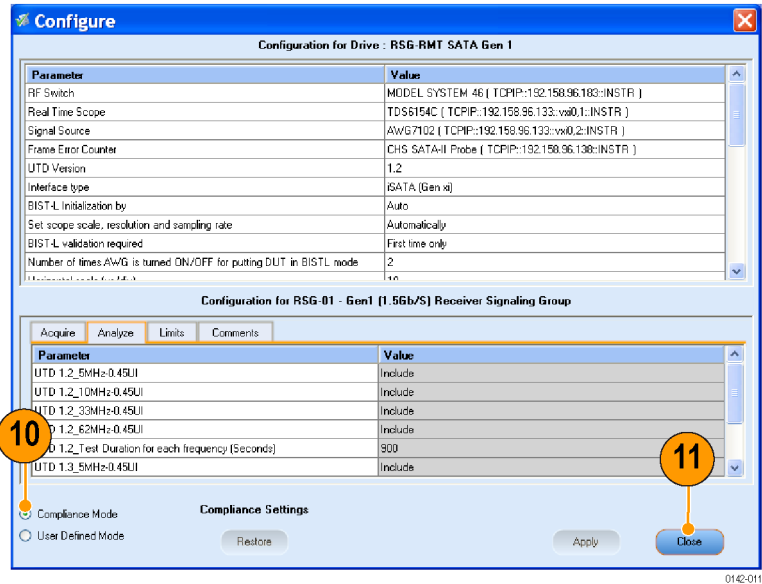 Configure
Configuration for Drive : RSG-RMT SATA Gen 1
Parameter Value
RF Switch MODEL SYSTEM 46 ( TCPIP::192.158.96.183::INSTR )
Real Time Scope TDS6154C ( TCPIP::192.158.96.133::vxi0,1::INSTR )
Signal Source AWG7102 ( TCPIP::192.158.96.133::vxi0,2::INSTR )
Frame Error Counter CHS SATA-II Probe ( TCPIP::192.158.96.138::INSTR )
UTD Version 1.2
Interface type iSATA (Gen xi)
BIST-L Initialization by Auto
Set scope scale, resolution and sampling rate Automatically
BIST-L validation required First time only
Number of times AWG is turned ON/OFF for putting DUT in BISTL mode 2
Configuration for RSG-01 - Gen1 (1.5Gb/S) Receiver Signaling Group
Acquire Analyze Limits Comments
Parameter Value
UTD 1.2_5MHz-0.45UI Include
UTD 1.2_10MHz-0.45UI Include
UTD 1.2_33MHz-0.45UI Include
UTD 1.2_62MHz-0.45UI Include
10
D 1.2_Test Duration for each frequency (Seconds) 900
11
UTD 1.3_5MHz-0.45UI Include
Compliance Mode Compliance Settings
User Defined Mode Restore Apply Close
0142-011